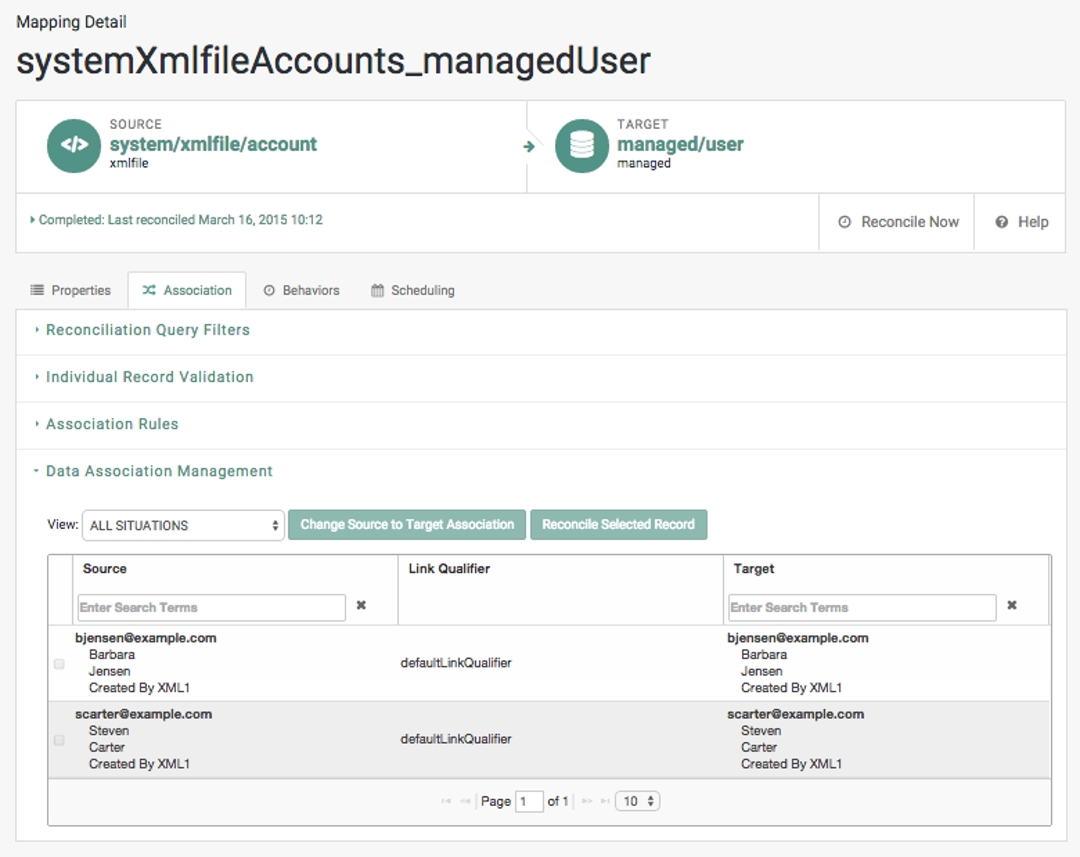 Mapping Detail
systemXmlfileAccounts_managedUser
SOURCE
system/xmlfile/account
xmlfile
TARGET
managed/user
managed
Completed: Last reconciled March 16, 2015 10:12
Reconcile Now
Help
Properties
Association
Behaviors
Scheduling
Reconciliation Query Filters
Individual Record Validation
Association Rules
Data Association Management
View: ALL SITUATIONS
Change Source to Target Association
Reconcile Selected Record
Source Link Qualifier Target
Enter Search Terms Enter Search Terms
bjensen@example.com bjensen@example.com
Barbara Barbara
defaultLinkQualifier
Jensen Jensen
Created By XML1 Created By XML1
scarter@example.com scarter@example.com
Steven Steven
defaultLinkQualifier
Carter Carter
Created By XML1 Created By XML1
Page 1 of 1 10